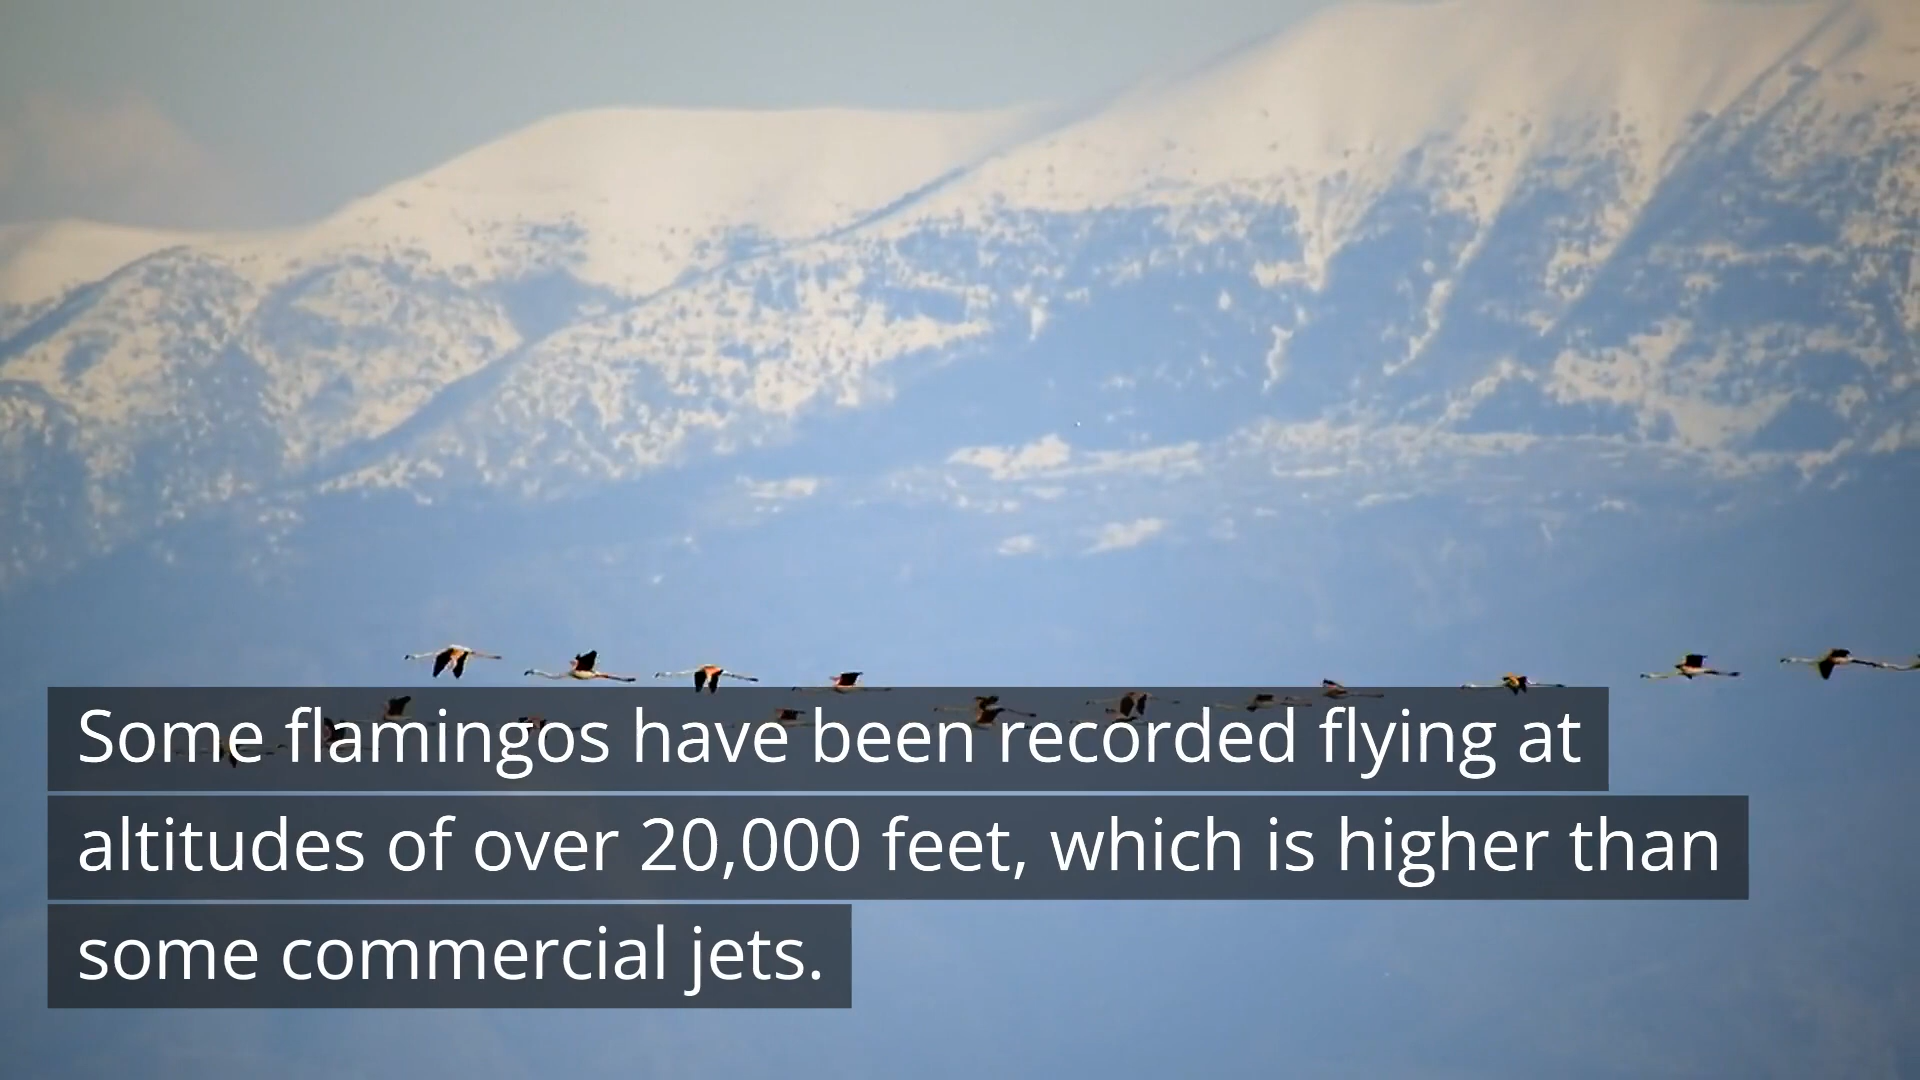 Some flamingos have been recorded flying at
altitudes of over 20,000 feet, which is higher than
some commercial jets.